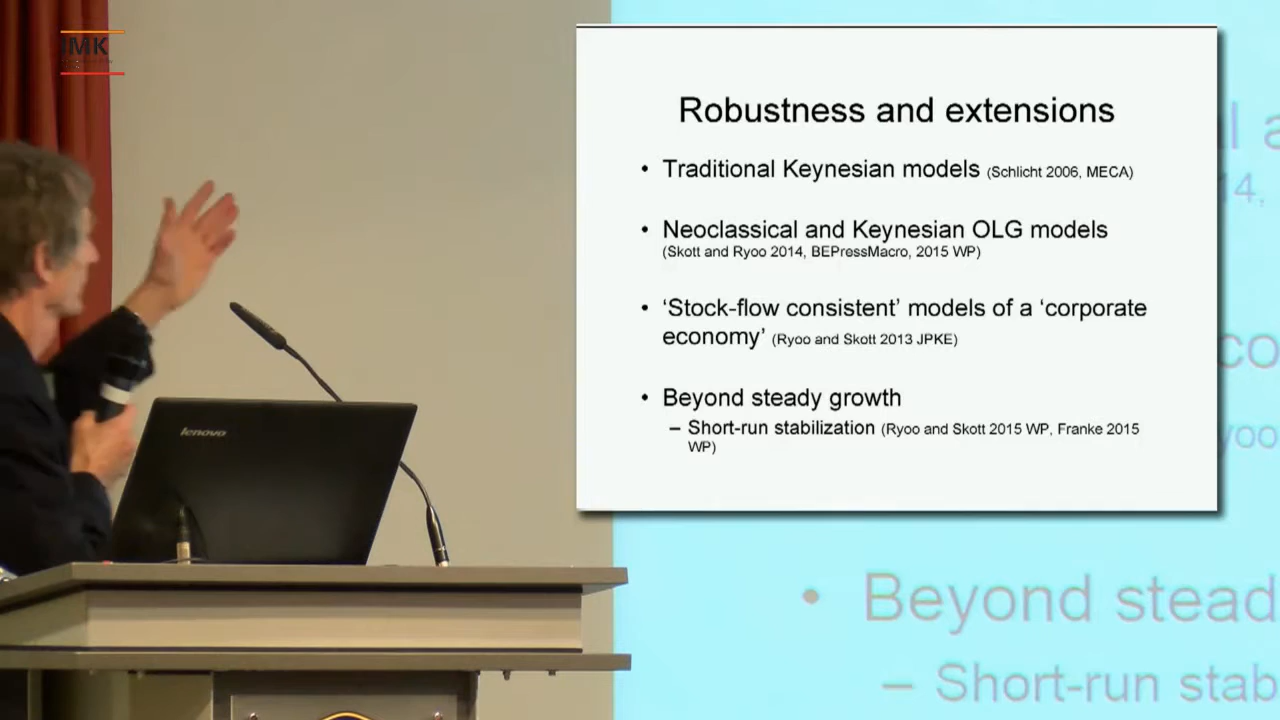 IMK
Robustness and extensions
• Traditional Keynesian models (Schlicht 2006, MECA)
• Neoclassical and Keynesian OLG models
(Skott and Ryoo 2014, BEPressMacro, 2015 WP)
• ‘Stock-flow consistent’ models of a ‘corporate
economy’ (Ryoo and Skott 2013 JPKE)
• Beyond steady growth
– Short-run stabilization (Ryoo and Skott 2015 WP, Franke 2015
WP)
lenovo
• Beyond stead
– Short-run stab